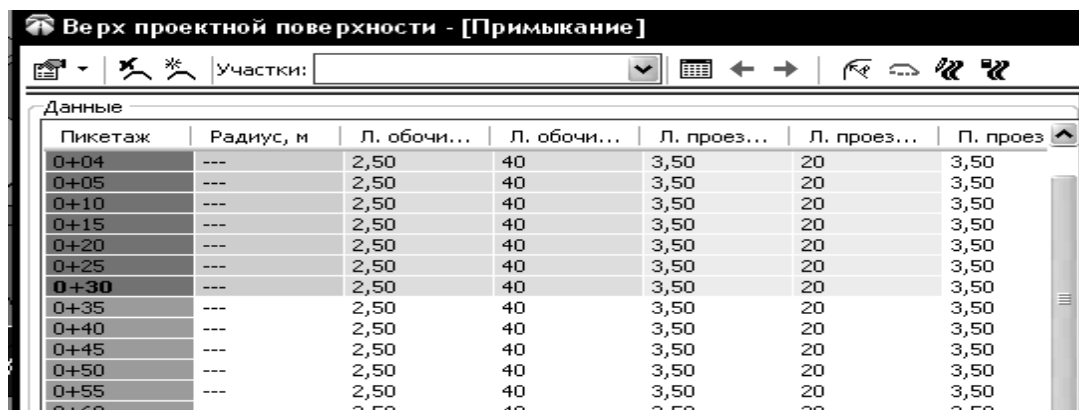 Верх проектной поверхности - [Примыкание]
Участки:
Данные
Пикетаж Радиус, м Л. обочи... Л. обочи... Л. проез... Л. проез... П. проез
0+04 --- 2,50 40 3,50 20 3,50
0+05 --- 2,50 40 3,50 20 3,50
0+10 --- 2,50 40 3,50 20 3,50
0+15 --- 2,50 40 3,50 20 3,50
0+20 --- 2,50 40 3,50 20 3,50
0+25 --- 2,50 40 3,50 20 3,50
0+30 --- 2,50 40 3,50 20 3,50
0+35 --- 2,50 40 3,50 20 3,50
0+40 --- 2,50 40 3,50 20 3,50
0+45 --- 2,50 40 3,50 20 3,50
0+50 --- 2,50 40 3,50 20 3,50
0+55 --- 2,50 40 3,50 20 3,50